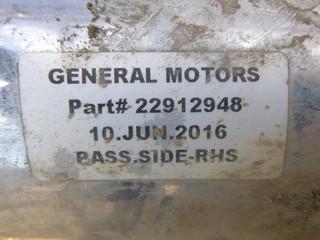 GENERAL MOTORS
Part# 22912948
10.JUN.2016
PASS.SIDE-RHS